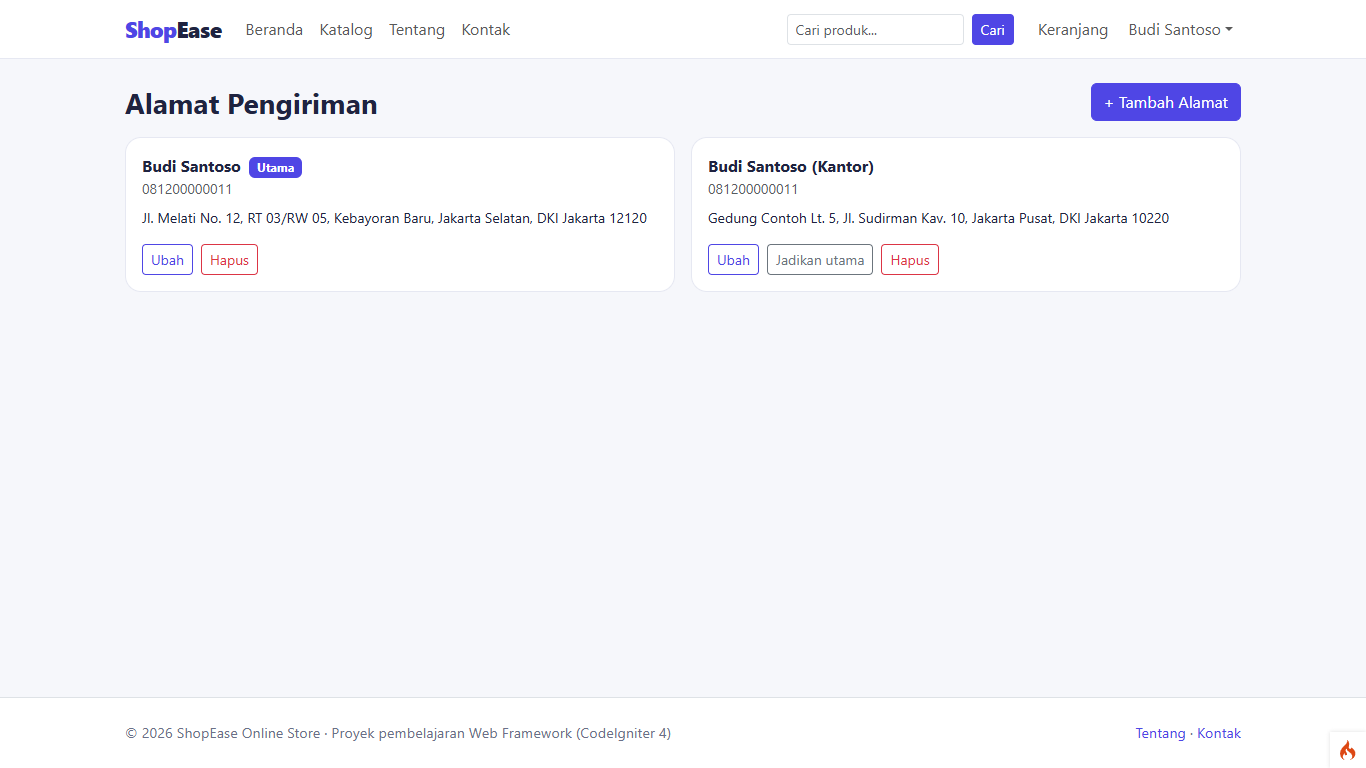 ShopEase Beranda Katalog Tentang Kontak Cari produk... Cari Keranjang Budi Santoso
Alamat Pengiriman + Tambah Alamat
Budi Santoso Utama
081200000011
Jl. Melati No. 12, RT 03/RW 05, Kebayoran Baru, Jakarta Selatan, DKI Jakarta 12120
Ubah Hapus
Budi Santoso (Kantor)
081200000011
Gedung Contoh Lt. 5, Jl. Sudirman Kav. 10, Jakarta Pusat, DKI Jakarta 10220
Ubah Jadikan utama Hapus
© 2026 ShopEase Online Store · Proyek pembelajaran Web Framework (CodeIgniter 4) Tentang · Kontak